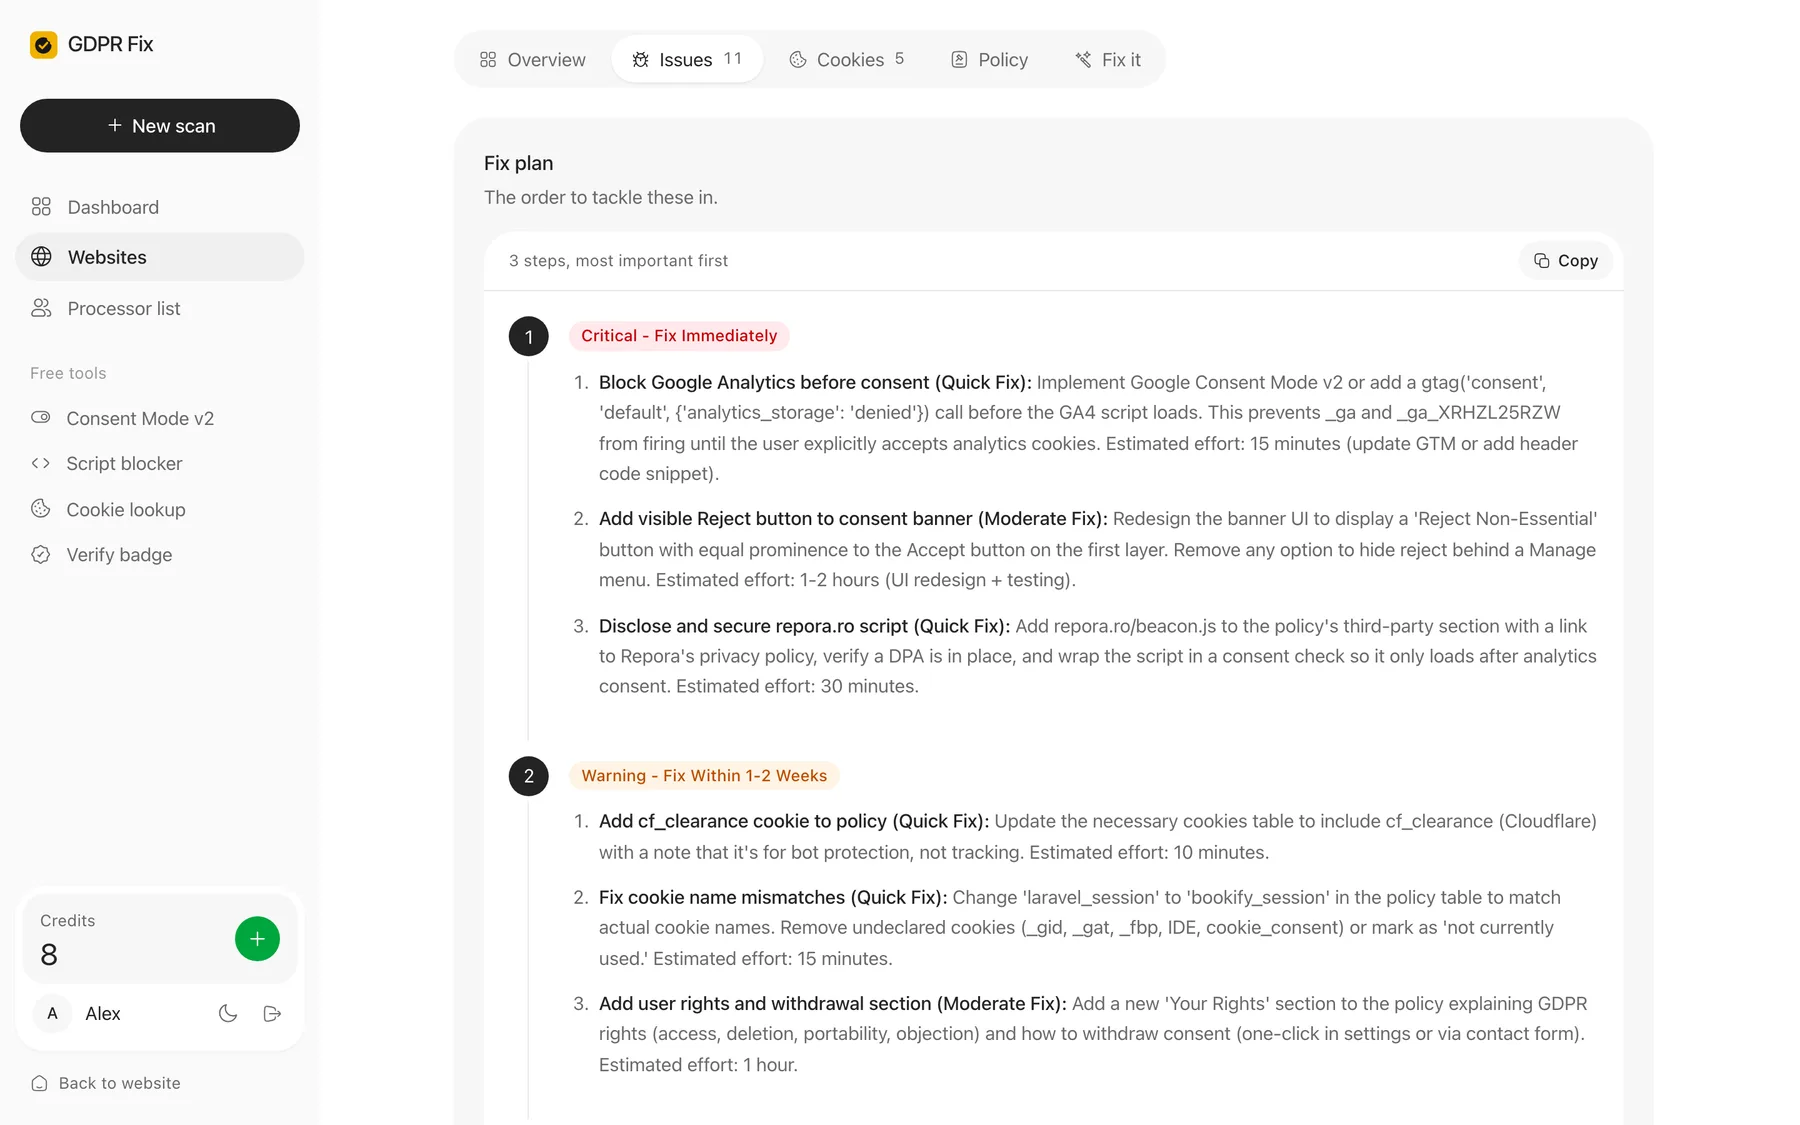 GDPR Fix
+ New scan
Dashboard
Websites
Processor list
Free tools
Consent Mode v2
Script blocker
Cookie lookup
Verify badge
Credits
8
A
Alex
Back to website
Overview
Issues 11
Cookies 5
Policy
Fix it
Fix plan
The order to tackle these in.
3 steps, most important first
Copy
1
Critical - Fix Immediately
1. Block Google Analytics before consent (Quick Fix): Implement Google Consent Mode v2 or add a gtag('consent',
'default', {'analytics_storage': 'denied'}) call before the GA4 script loads. This prevents _ga and _ga_XRHZL25RZW
from firing until the user explicitly accepts analytics cookies. Estimated effort: 15 minutes (update GTM or add header
code snippet).
2. Add visible Reject button to consent banner (Moderate Fix): Redesign the banner UI to display a 'Reject Non-Essential'
button with equal prominence to the Accept button on the first layer. Remove any option to hide reject behind a Manage
menu. Estimated effort: 1-2 hours (UI redesign + testing).
3. Disclose and secure repora.ro script (Quick Fix): Add repora.ro/beacon.js to the policy's third-party section with a link
to Repora's privacy policy, verify a DPA is in place, and wrap the script in a consent check so it only loads after analytics
consent. Estimated effort: 30 minutes.
2
Warning - Fix Within 1-2 Weeks
1. Add cf_clearance cookie to policy (Quick Fix): Update the necessary cookies table to include cf_clearance (Cloudflare)
with a note that it's for bot protection, not tracking. Estimated effort: 10 minutes.
2. Fix cookie name mismatches (Quick Fix): Change 'laravel_session' to 'bookify_session' in the policy table to match
actual cookie names. Remove undeclared cookies (_gid, _gat, _fbp, IDE, cookie_consent) or mark as 'not currently
used.' Estimated effort: 15 minutes.
3. Add user rights and withdrawal section (Moderate Fix): Add a new 'Your Rights' section to the policy explaining GDPR
rights (access, deletion, portability, objection) and how to withdraw consent (one-click in settings or via contact form).
Estimated effort: 1 hour.